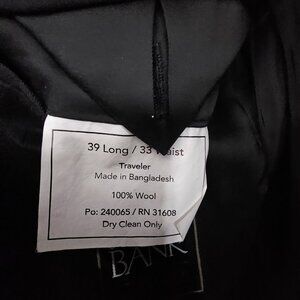 39 Long / 33 Waist
Traveler
Made in Bangladesh
100% Wool
Po: 240065 / RN 31608
Dry Clean Only
BANK